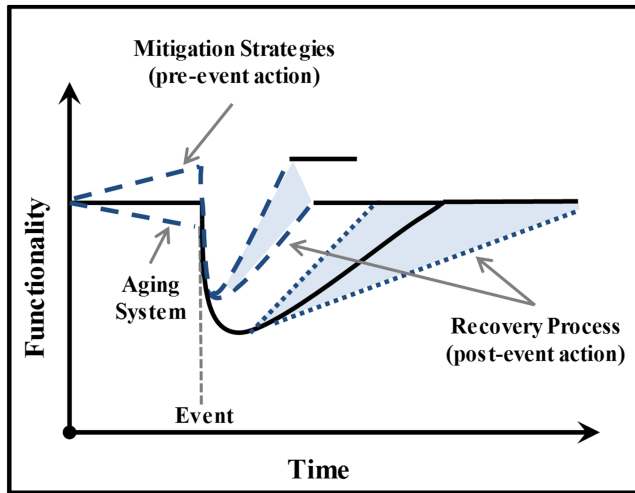 Mitigation Strategies
(pre-event action)
Functionality
Aging
System
Recovery Process
(post-event action)
Event
Time